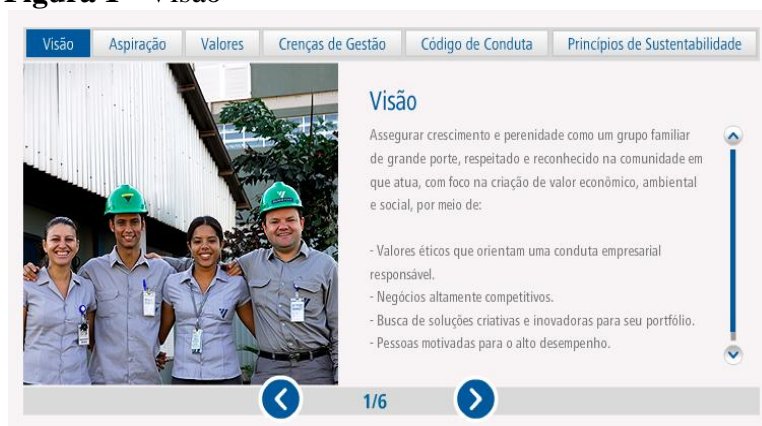 Figura 1 - Visão
Visão Aspiração Valores Crenças de Gestão Código de Conduta Princípios de Sustentabilidade
Visão
Assegurar crescimento e perenidade como um grupo familiar
de grande porte, respeitado e reconhecido na comunidade em
que atua, com foco na criação de valor econômico, ambiental
e social, por meio de:
- Valores éticos que orientam uma conduta empresarial
responsável.
- Negócios altamente competitivos.
- Busca de soluções criativas e inovadoras para seu portfólio.
- Pessoas motivadas para o alto desempenho.
1/6